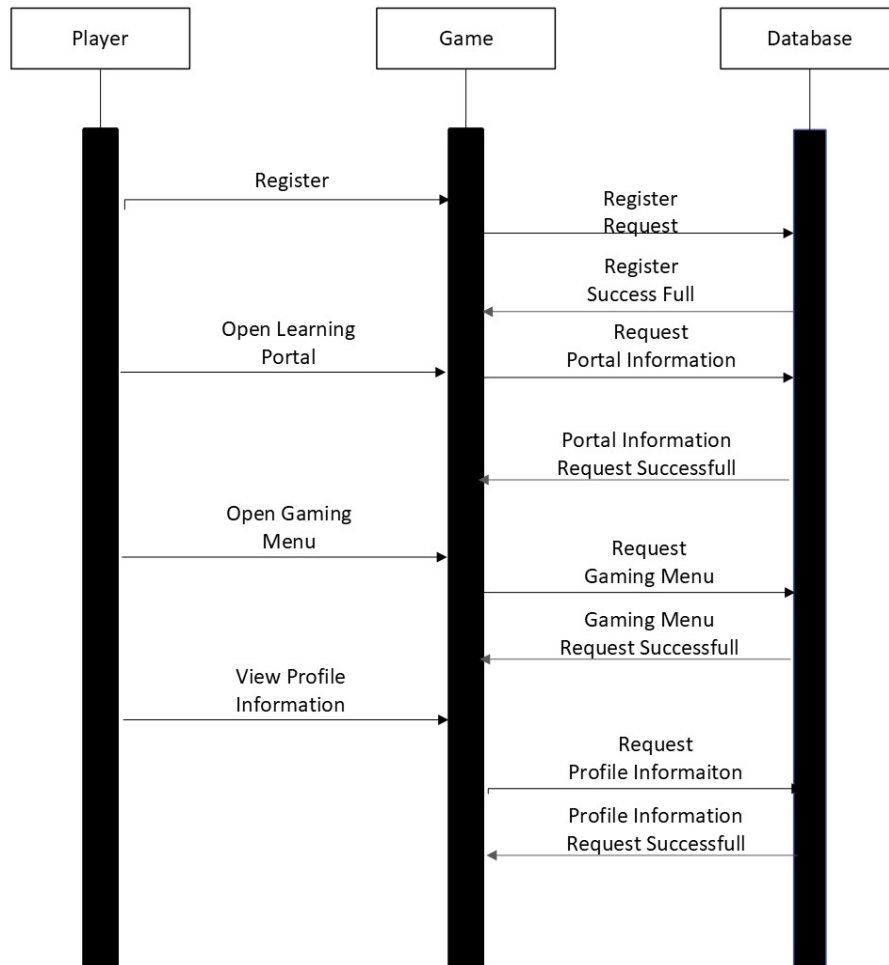 Player
Game
Database
Register
Register
Request
Register
Success Full
Open Learning
Portal
Request
Portal Information
Portal Information
Request Successfull
Open Gaming
Menu
Request
Gaming Menu
Gaming Menu
Request Successfull
View Profile
Information
Request
Profile Informaiton
Profile Information
Request Successfull